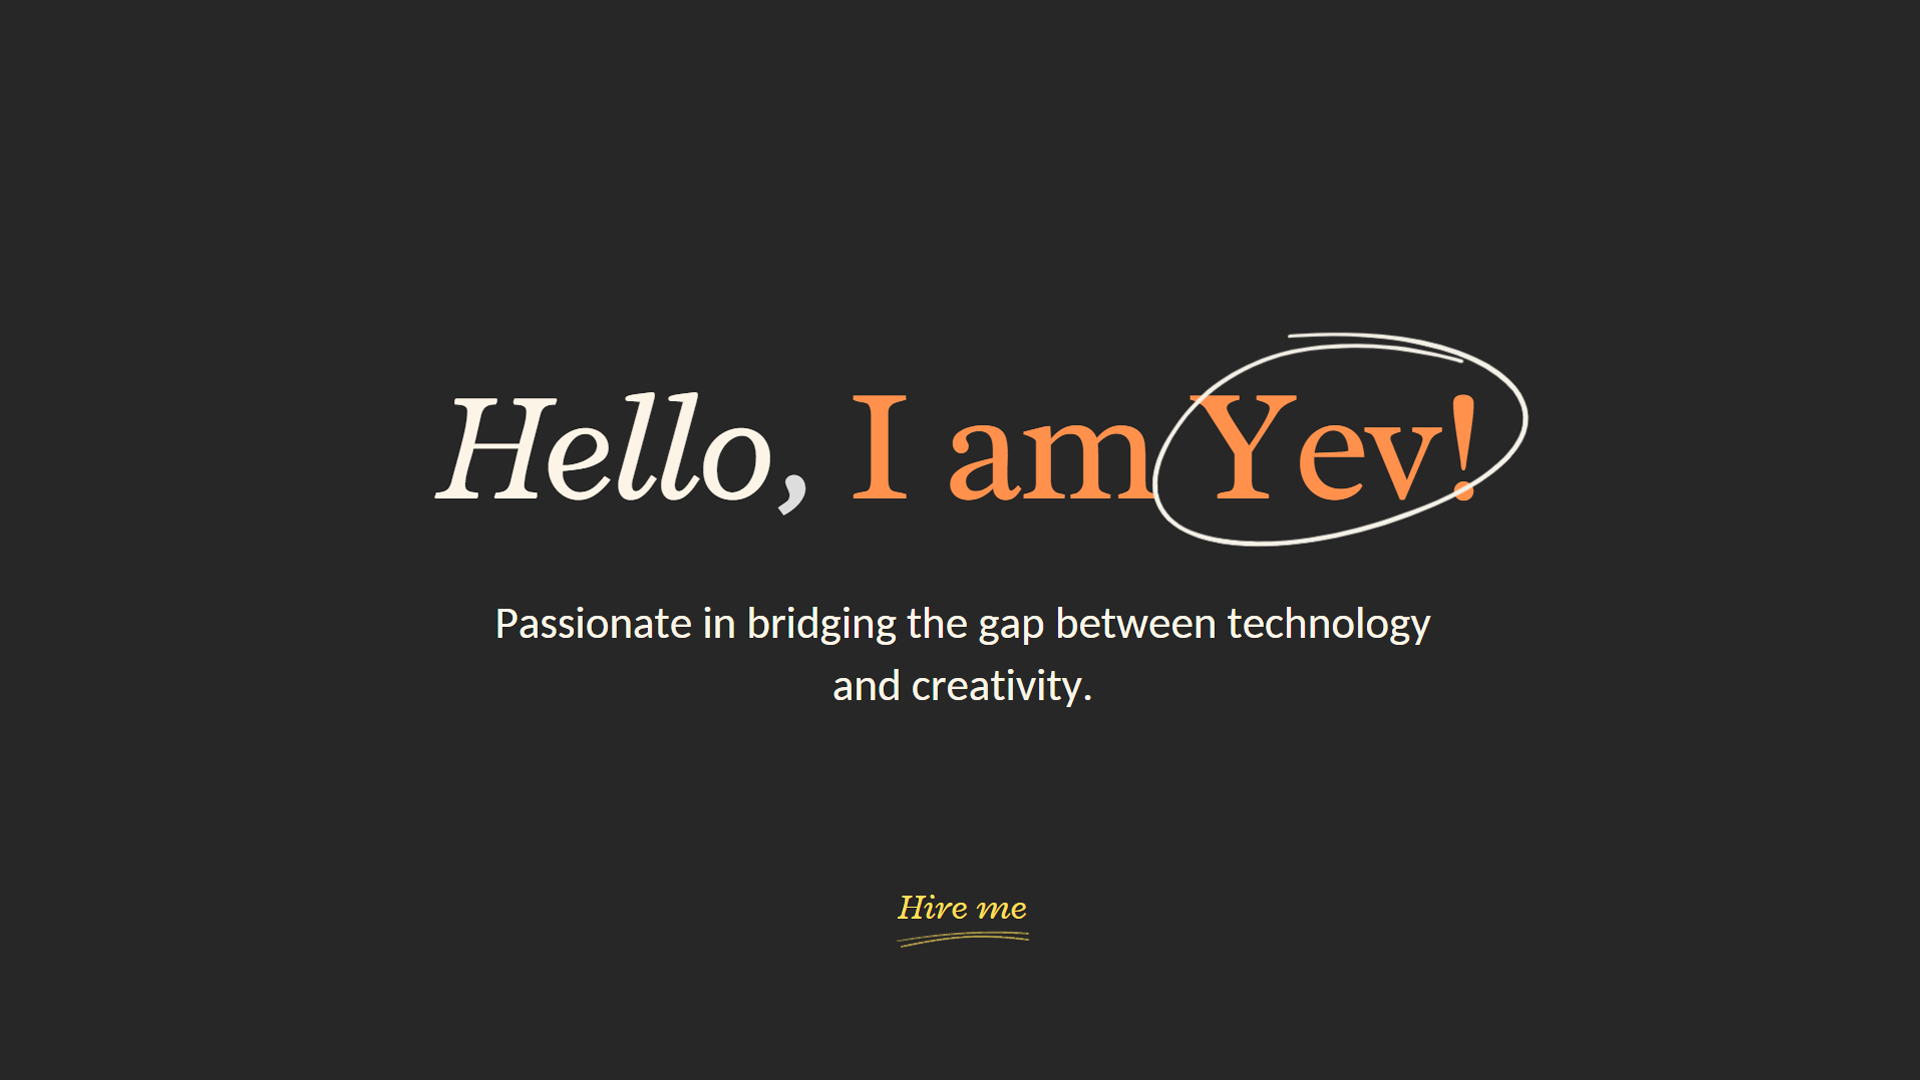 Hello, I am Yev!
Passionate in bridging the gap between technology
and creativity.
Hire me